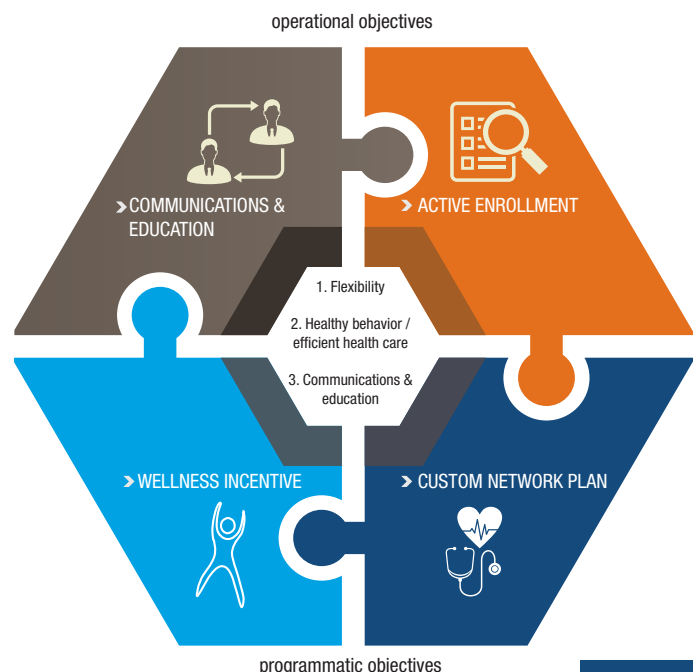 operational objectives
COMMUNICATIONS &
EDUCATION
ACTIVE ENROLLMENT
1. Flexibility
2. Healthy behavior /
efficient health care
3. Communications &
education
WELLNESS INCENTIVE
CUSTOM NETWORK PLAN
programmatic objectives